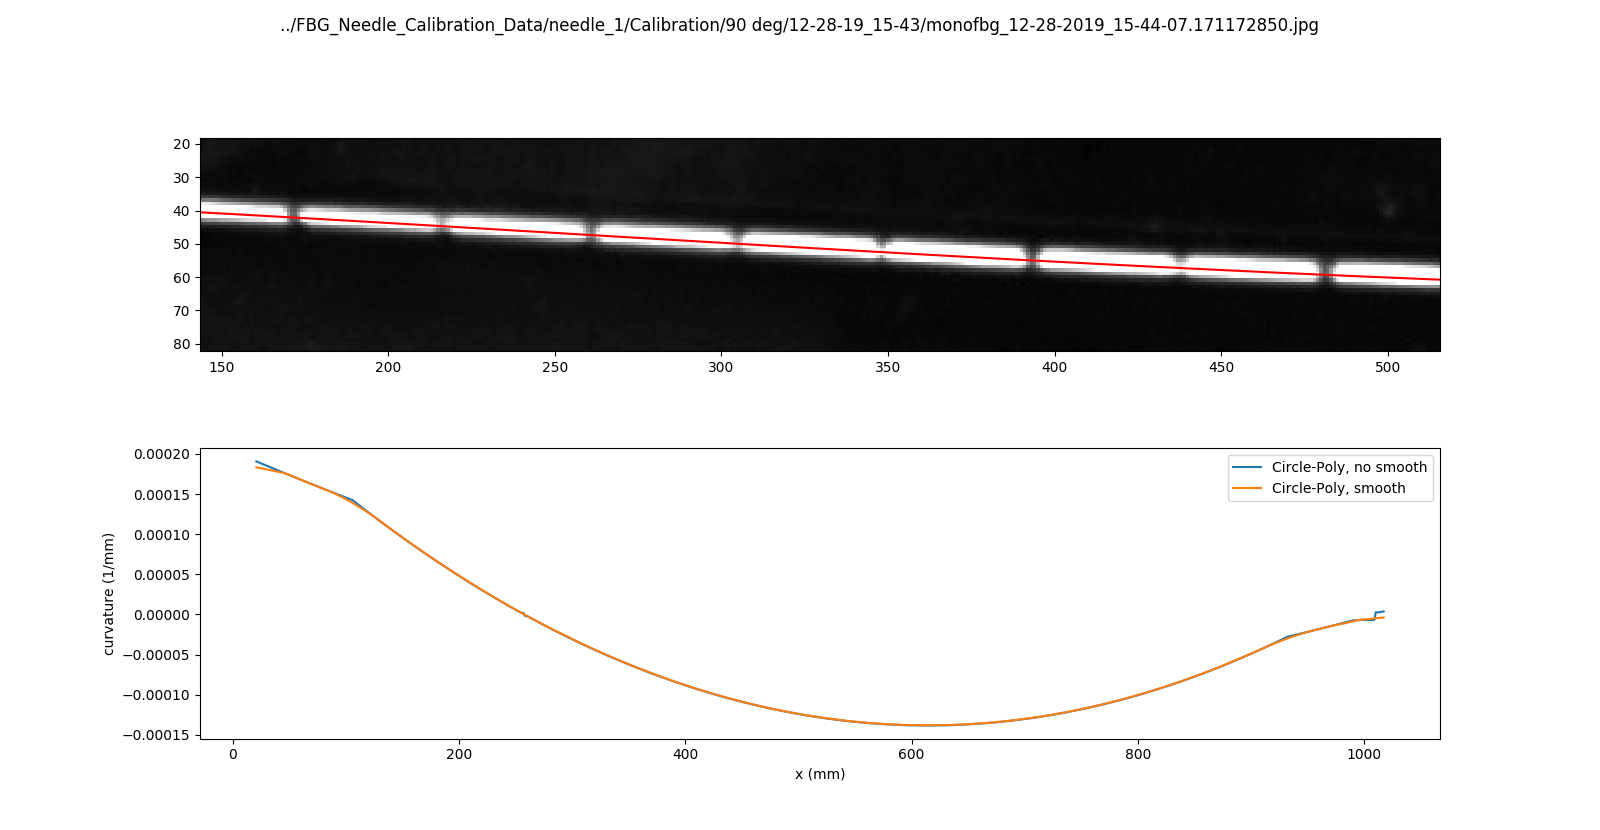 ../FBG_Needle_Calibration_Data/needle_1/Calibration/90 deg/12-28-19_15-43/monofbg_12-28-2019_15-44-07.171172850.jpg
20
30
40
50
60
70
80
150 200 250 300 350 400 450 500
0.00020
0.00015
0.00010
0.00005
0.00000
−0.00005
−0.00010
−0.00015
curvature (1/mm)
Circle-Poly, no smooth
Circle-Poly, smooth
0 200 400 600 800 1000
x (mm)